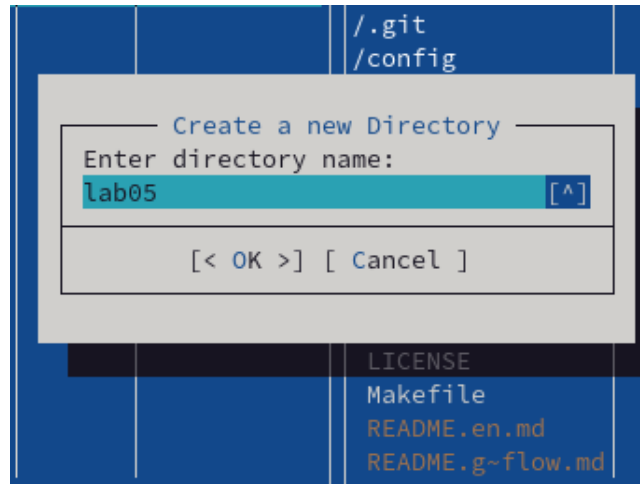 /.git
/config
Create a new Directory
Enter directory name:
lab05 [^]
[< OK >] [ Cancel ]
LICENSE
Makefile
README.en.md
README.g~flow.md